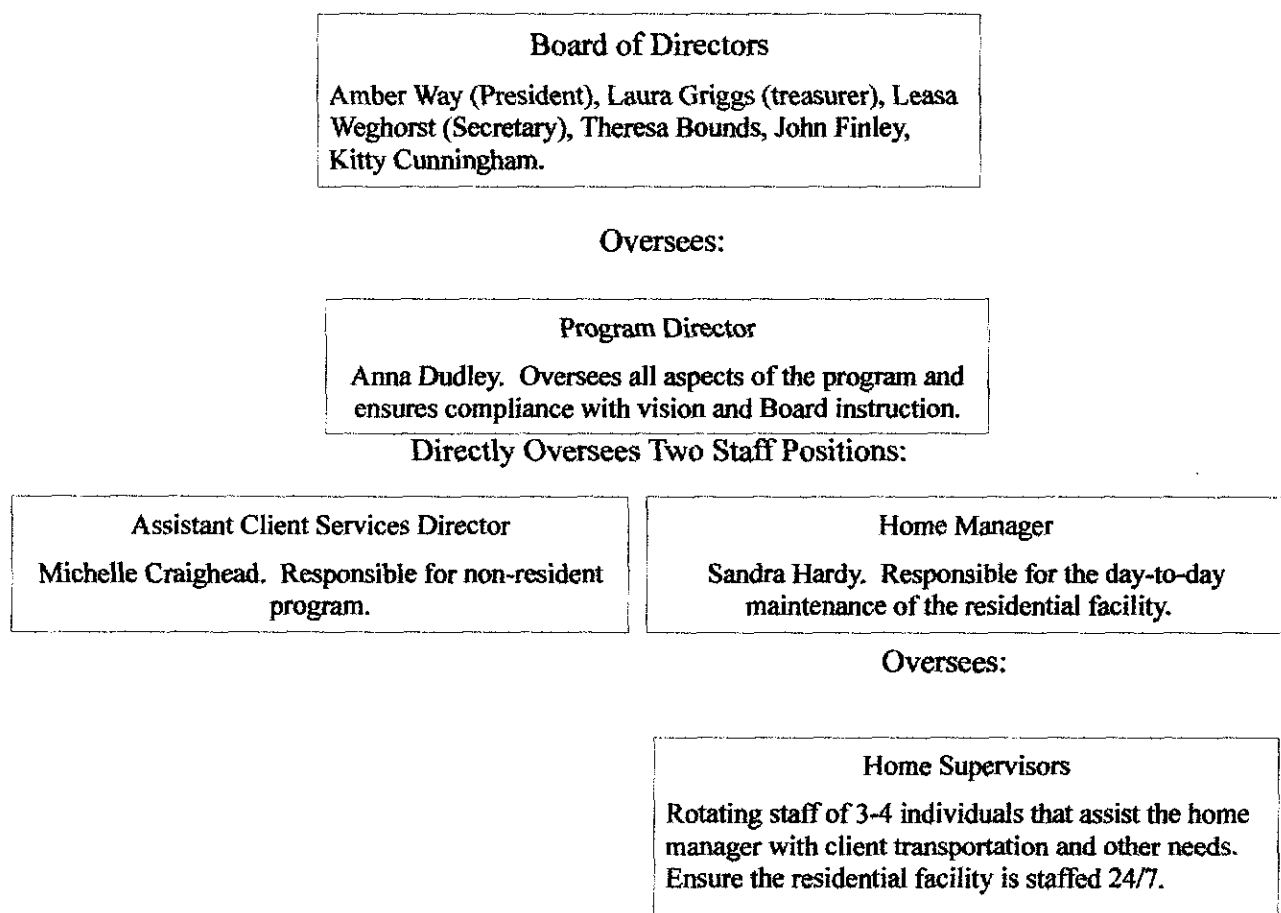 Board of Directors
Amber Way (President), Laura Griggs (treasurer), Leasa
Weghorst (Secretary), Theresa Bounds, John Finley,
Kitty Cunningham.
Oversees:
Program Director
Anna Dudley.  Oversees all aspects of the program and
ensures compliance with vision and Board instruction.
Directly Oversees Two Staff Positions:
Assistant Client Services Director
Michelle Craighead.  Responsible for non-resident
program.
Home Manager
Sandra Hardy.  Responsible for the day-to-day
maintenance of the residential facility.
Oversees:
Home Supervisors
Rotating staff of 3-4 individuals that assist the home
manager with client transportation and other needs.
Ensure the residential facility is staffed 24/7.